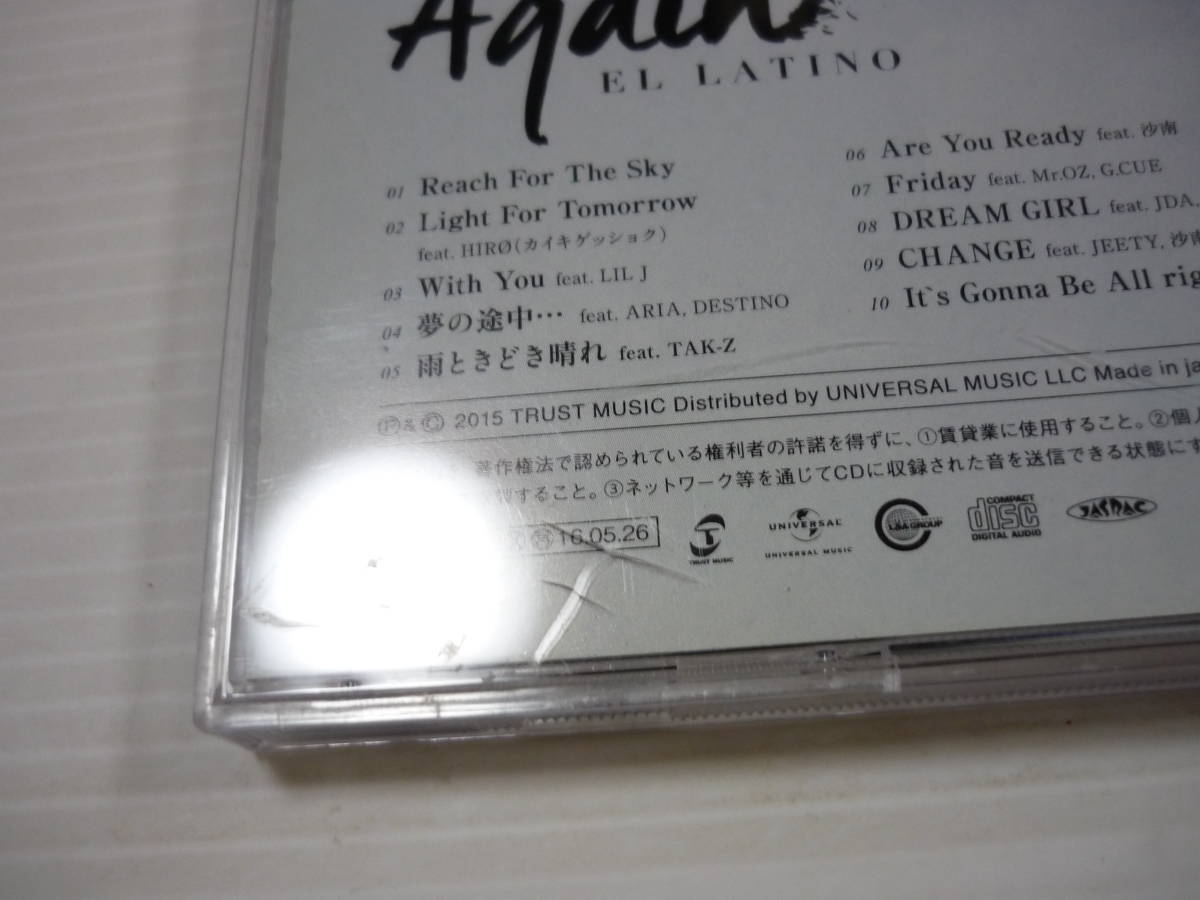 Again
EL LATINO
01 Reach For The Sky
02 Light For Tomorrow
feat. HIRØ(カイキゲッショク)
03 With You feat. LIL J
04 夢の途中… feat. ARIA, DESTINO
05 雨ときどき晴れ feat. TAK-Z
06 Are You Ready feat. 沙南
07 Friday feat. Mr.OZ, G.CUE
08 DREAM GIRL feat. JDA,
09 CHANGE feat. JEETY, 沙南
10 It`s Gonna Be All
Ⓟ&Ⓒ 2015 TRUST MUSIC Distributed by UNIVERSAL MUSIC LLC Made in
著作権法で認められている権利者の許諾を得ずに、①賃貸業に使用すること。②個人
すること。③ネットワーク等を通じてCDに収録された音を送信できる状態にす
16.05.26
TRUST MUSIC
UNIVERSAL
UNIVERSAL MUSIC
L&A GROUP
COMPACT
disc
DIGITAL AUDIO
JASRAC